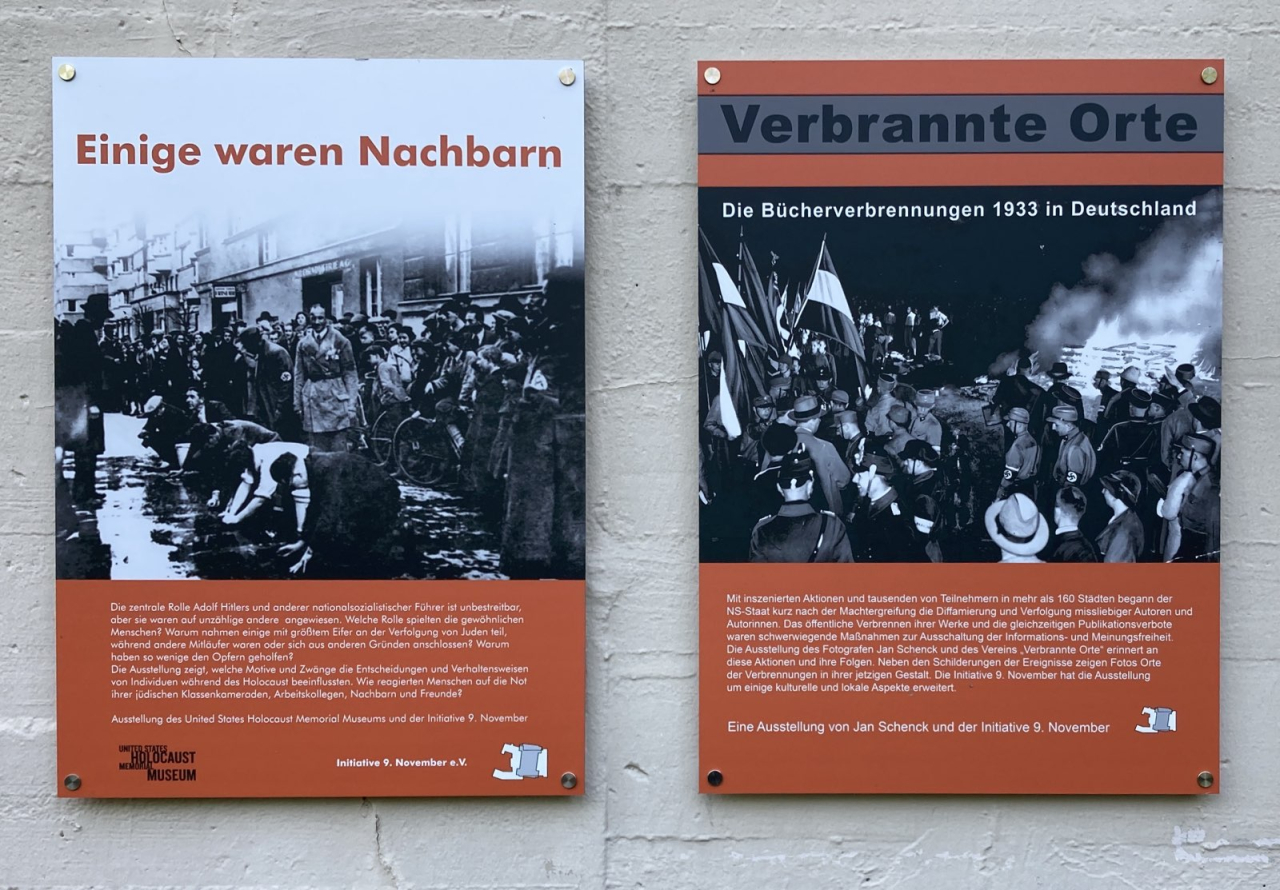 Einige waren Nachbarn
Die zentrale Rolle Adolf Hitlers und anderer nationalsozialistischer Führer ist unbestreitbar,
aber sie waren auf unzählige andere angewiesen. Welche Rolle spielten die gewöhnlichen
Menschen? Warum nahmen einige mit größtem Eifer an der Verfolgung von Juden teil,
während andere Mitläufer waren oder sich aus anderen Gründen anschlossen? Warum
haben so wenige den Opfern geholfen?
Die Ausstellung zeigt, welche Motive und Zwänge die Entscheidungen und Verhaltensweisen
von Individuen während des Holocaust beeinflussten. Wie reagierten Menschen auf die Not
ihrer jüdischen Klassenkameraden, Arbeitskollegen, Nachbarn und Freunde?
Ausstellung des United States Holocaust Memorial Museums und der Initiative 9. November
UNITED STATES
HOLOCAUST
MEMORIAL
MUSEUM
Initiative 9. November e.V.
Verbrannte Orte
Die Bücherverbrennungen 1933 in Deutschland
Mit inszenierten Aktionen und tausenden von Teilnehmern in mehr als 160 Städten begann der
NS-Staat kurz nach der Machtergreifung die Diffamierung und Verfolgung missliebiger Autoren und
Autorinnen. Das öffentliche Verbrennen ihrer Werke und die gleichzeitigen Publikationsverbote
waren schwerwiegende Maßnahmen zur Ausschaltung der Informations- und Meinungsfreiheit.
Die Ausstellung des Fotografen Jan Schenck und des Vereins „Verbrannte Orte“ erinnert an
diese Aktionen und ihre Folgen. Neben den Schilderungen der Ereignisse zeigen Fotos Orte
der Verbrennungen in ihrer jetzigen Gestalt. Die Initiative 9. November hat die Ausstellung
um einige kulturelle und lokale Aspekte erweitert.
Eine Ausstellung von Jan Schenck und der Initiative 9. November